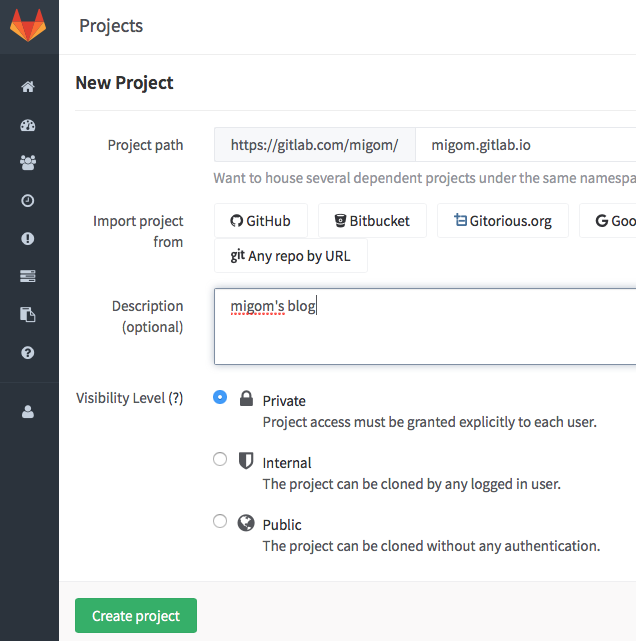 Projects
New Project
Project path
https://gitlab.com/migom/
migom.gitlab.io
Want to house several dependent projects under the same namespa
Import project
from
GitHub
Bitbucket
Gitorious.org
Goo
git Any repo by URL
Description
(optional)
migom's blog
Visibility Level (?)
Private
Project access must be granted explicitly to each user.
Internal
The project can be cloned by any logged in user.
Public
The project can be cloned without any authentication.
Create project